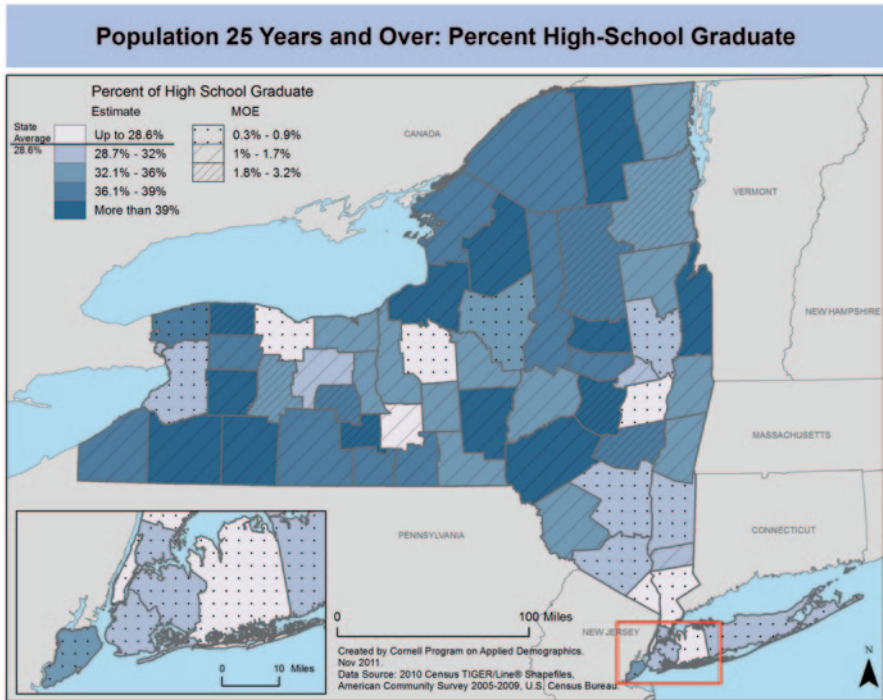 Population 25 Years and Over: Percent High-School Graduate
Percent of High School Graduate
Estimate
MOE
State
Average
28.6%
Up to 28.6%
28.7% - 32%
32.1% - 36%
36.1% - 39%
More than 39%
0.3% - 0.9%
1% - 1.7%
1.8% - 3.2%
CANADA
VERMONT
NEW HAMPSHIRE
MASSACHUSETTS
CONNECTICUT
PENNSYLVANIA
NEW JERSEY
0
100 Miles
0
10
Miles
Created by Cornell Program on Applied Demographics.
Nov 2011.
Data Source: 2010 Census TIGER/Line® Shapefiles,
American Community Survey 2005-2009, U.S. Census Bureau.
N